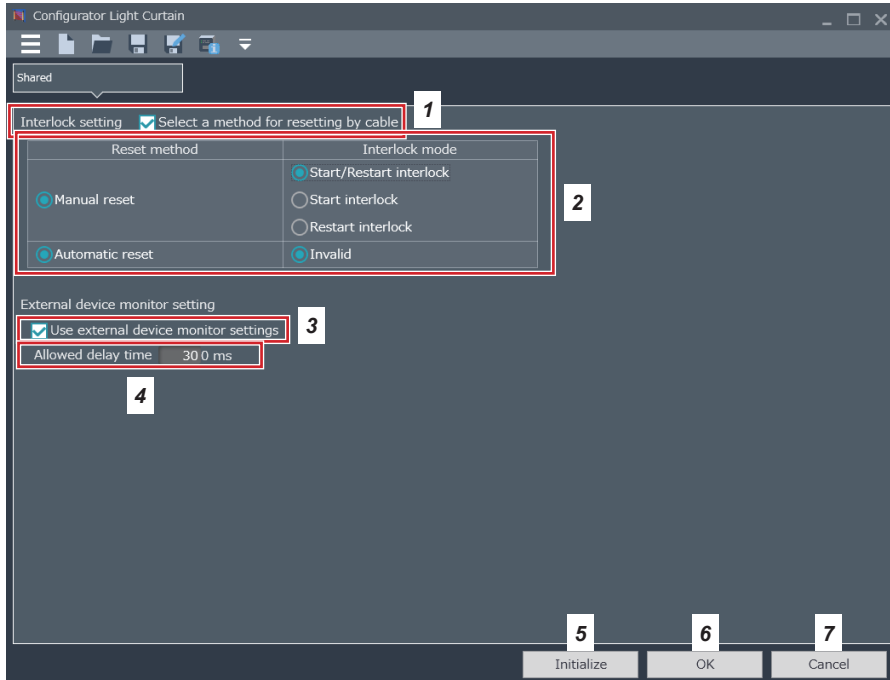 Configurator Light Curtain
Shared
1
Interlock setting Select a method for resetting by cable
Reset method Interlock mode
Start/Restart interlock
Manual reset Start interlock 2
Restart interlock
Automatic reset Invalid
External device monitor setting
Use external device monitor settings 3
Allowed delay time 300 ms
4
5 6 7
Initialize OK Cancel